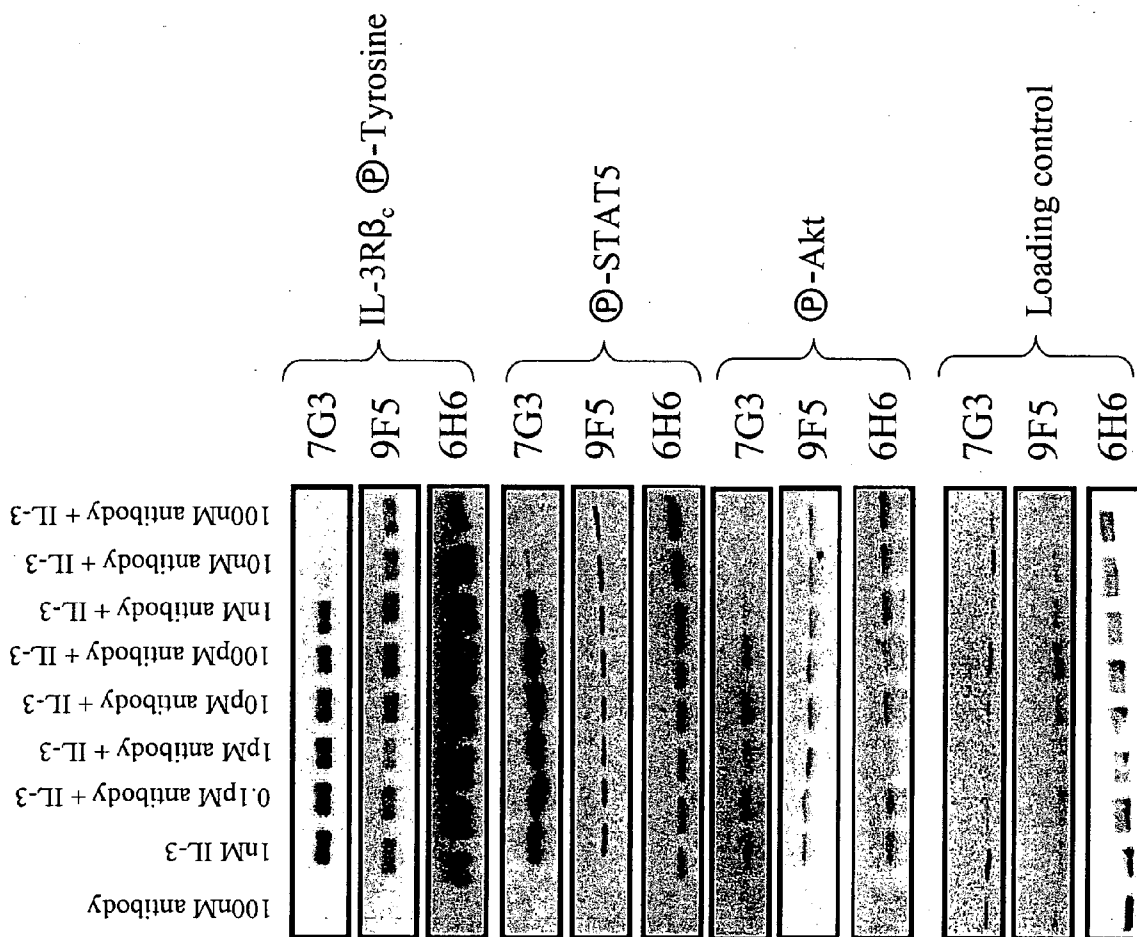 100nM antibody
1nM IL-3
0.1pM antibody + IL-3
1pM antibody + IL-3
10pM antibody + IL-3
100pM antibody + IL-3
1nM antibody + IL-3
10nM antibody + IL-3
100nM antibody + IL-3
7G3
9F5
6H6
IL-3Rβc Ⓟ-Tyrosine
7G3
9F5
6H6
Ⓟ-STAT5
7G3
9F5
6H6
Ⓟ-Akt
7G3
9F5
6H6
Loading control